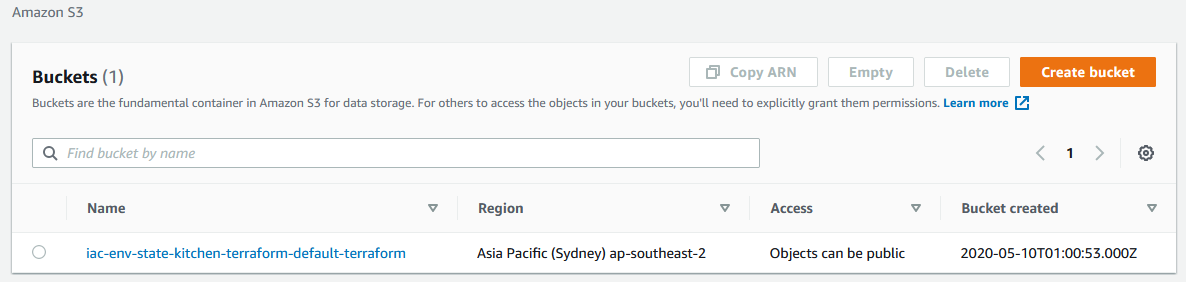 Amazon S3
Buckets (1)
Copy ARN
Empty
Delete
Create bucket
Buckets are the fundamental container in Amazon S3 for data storage. For others to access the objects in your buckets, you'll need to explicitly grant them permissions. Learn more
Find bucket by name
1
Name Region Access Bucket created
iac-env-state-kitchen-terraform-default-terraform Asia Pacific (Sydney) ap-southeast-2 Objects can be public 2020-05-10T01:00:53.000Z